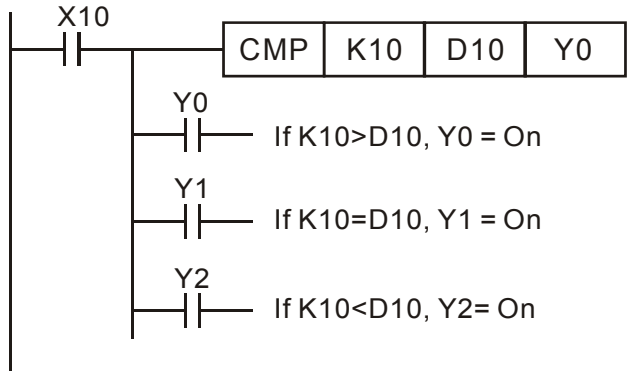 X10
CMP K10 D10 Y0
Y0
If K10>D10, Y0 = On
Y1
If K10=D10, Y1 = On
Y2
If K10<D10, Y2= On